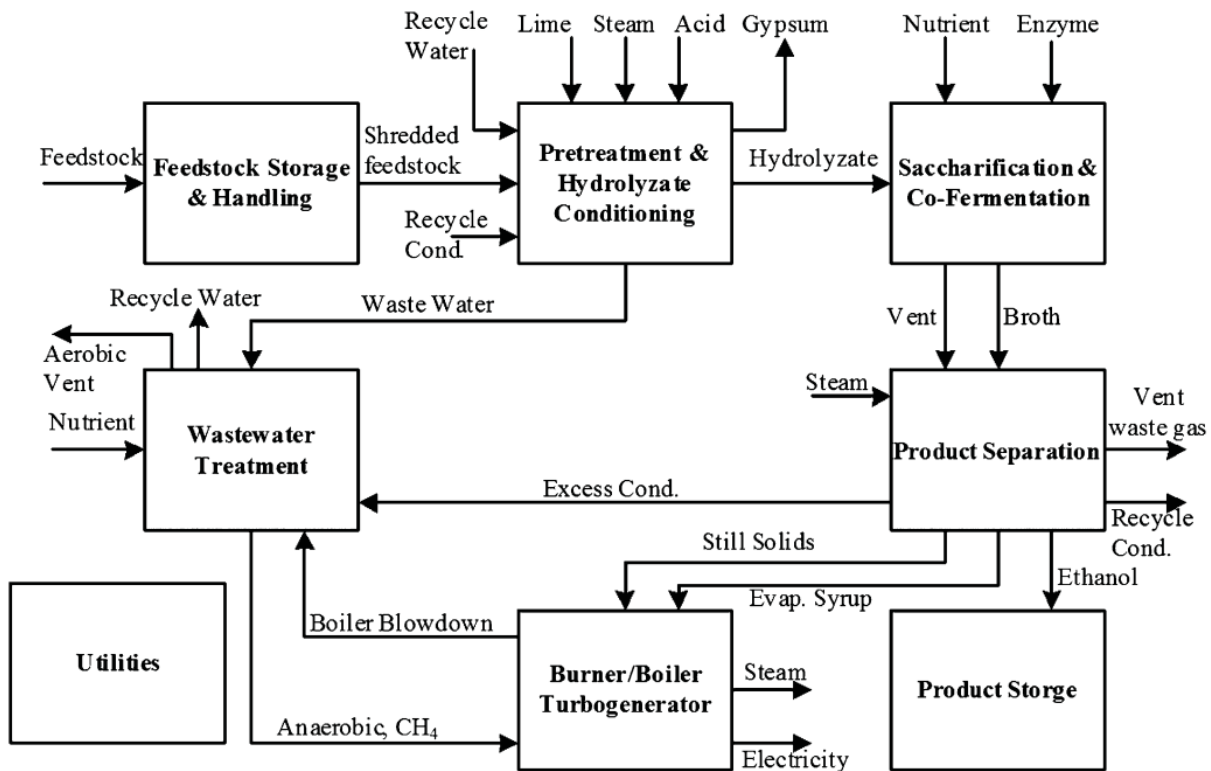 Recycle
Water
Lime
Steam
Acid
Gypsum
Nutrient
Enzyme
Feedstock
Feedstock Storage
& Handling
Shredded
feedstock
Recycle
Cond.
Pretreatment &
Hydrolyzate
Conditioning
Hydrolyzate
Saccharification &
Co-Fermentation
Recycle Water
Waste Water
Vent
Broth
Aerobic
Vent
Nutrient
Wastewater
Treatment
Steam
Product Separation
Vent
waste gas
Excess Cond.
Recycle
Cond.
Still Solids
Evap. Syrup
Ethanol
Utilities
Boiler Blowdown
Burner/Boiler
Turbogenerator
Steam
Electricity
Product Storge
Anaerobic, CH₄